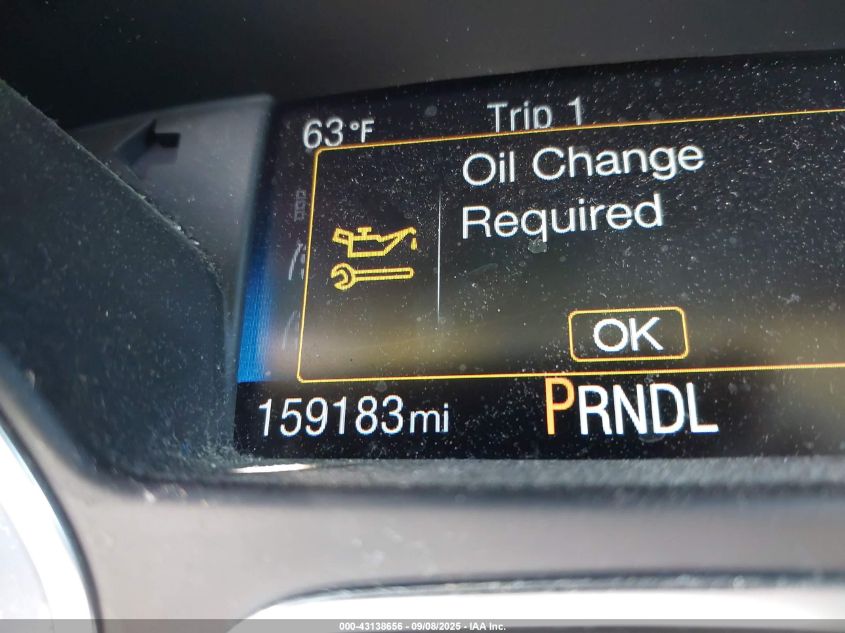 63°F
Trip 1
Oil Change
Required
OK
159183mi
PRNDL
000-43138656 - 09/08/2025 - IAA Inc.